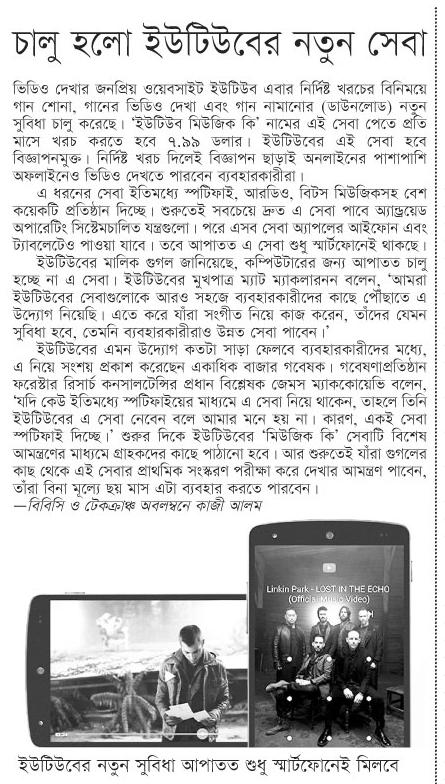 চালু হলো ইউটিউবের নতুন সেবা
ভিডিও দেখার জনপ্রিয় ওয়েবসাইট ইউটিউব এবার নির্দিষ্ট খরচের বিনিময়ে
গান শোনা, গানের ভিডিও দেখা এবং গান নামানোর (ডাউনলোড) নতুন
সুবিধা চালু করেছে। ‘ইউটিউব মিউজিক কি’ নামের এই সেবা পেতে প্রতি
মাসে খরচ করতে হবে ৭.৯৯ ডলার। ইউটিউবের এই সেবা হবে
বিজ্ঞাপনমুক্ত। নির্দিষ্ট খরচ দিলেই বিজ্ঞাপন ছাড়াই অনলাইনের পাশাপাশি
অফলাইনেও ভিডিও দেখতে পারবেন ব্যবহারকারীরা।
এ ধরনের সেবা ইতিমধ্যে স্পটিফাই, আরডিও, বিটস মিউজিকসহ বেশ
কয়েকটি প্রতিষ্ঠান দিচ্ছে। শুরুতেই সবচেয়ে দ্রুত এ সেবা পাবে অ্যান্ড্রয়েড
অপারেটিং সিস্টেমচালিত যন্ত্রগুলো। পরে এসব সেবা অ্যাপলের আইফোন এবং
ট্যাবলেটেও পাওয়া যাবে। তবে আপাতত এ সেবা শুধু স্মার্টফোনেই থাকছে।
ইউটিউবের মালিক গুগল জানিয়েছে, কম্পিউটারের জন্য আপাতত চালু
হচ্ছে না এ সেবা। ইউটিউবের মুখপাত্র ম্যাট ম্যাকলারনন বলেন, ‘আমরা
ইউটিউবের সেবাগুলোকে আরও সহজে ব্যবহারকারীদের কাছে পৌঁছাতে এ
উদ্যোগ নিয়েছি। এতে করে যাঁরা সংগীত নিয়ে কাজ করেন, তাঁদের যেমন
সুবিধা হবে, তেমনি ব্যবহারকারীরাও উন্নত সেবা পাবেন।’
ইউটিউবের এমন উদ্যোগ কতটা সাড়া ফেলবে ব্যবহারকারীদের মধ্যে,
এ নিয়ে সংশয় প্রকাশ করেছেন একাধিক বাজার গবেষক। গবেষণাপ্রতিষ্ঠান
ফরেস্টার রিসার্চ কনসালটেন্সির প্রধান বিশ্লেষক জেমস ম্যাককোয়েভি বলেন,
‘যদি কেউ ইতিমধ্যে স্পটিফাইয়ের মাধ্যমে এ সেবা নিয়ে থাকেন, তাহলে তিনি
ইউটিউবের এ সেবা নেবেন বলে আমার মনে হয় না। কারণ, একই সেবা
স্পটিফাই দিচ্ছে।’ শুরুর দিকে ইউটিউবের ‘মিউজিক কি’ সেবাটি বিশেষ
আমন্ত্রণের মাধ্যমে গ্রাহকদের কাছে পাঠানো হবে। আর শুরুতেই যাঁরা গুগলের
কাছ থেকে এই সেবার প্রাথমিক সংস্করণ পরীক্ষা করে দেখার আমন্ত্রণ পাবেন,
তাঁরা বিনা মূল্যে ছয় মাস এটা ব্যবহার করতে পারবেন।
—বিবিসি ও টেকক্রাঞ্চ অবলম্বনে কাজী আলম
Linkin Park - LOST IN THE ECHO
(Official Music Video)
ইউটিউবের নতুন সুবিধা আপাতত শুধু স্মার্টফোনেই মিলবে